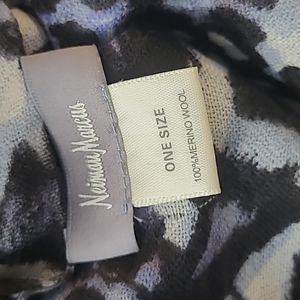 Neiman Marcus
ONE SIZE
100%MERINO WOOL